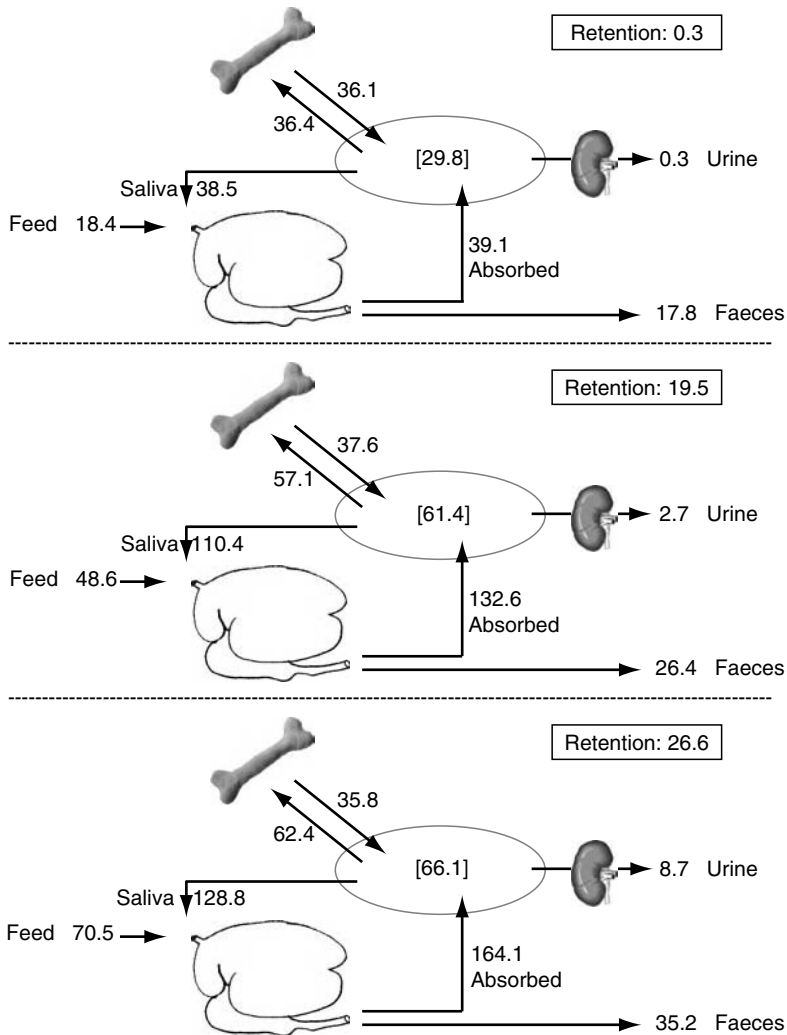 Retention: 0.3
36.1
36.4
[29.8]
0.3 Urine
Saliva 38.5
Feed 18.4
39.1
Absorbed
17.8 Faeces
Retention: 19.5
37.6
57.1
[61.4]
2.7 Urine
Saliva 110.4
Feed 48.6
132.6
Absorbed
26.4 Faeces
Retention: 26.6
35.8
62.4
[66.1]
8.7 Urine
Saliva 128.8
Feed 70.5
164.1
Absorbed
35.2 Faeces